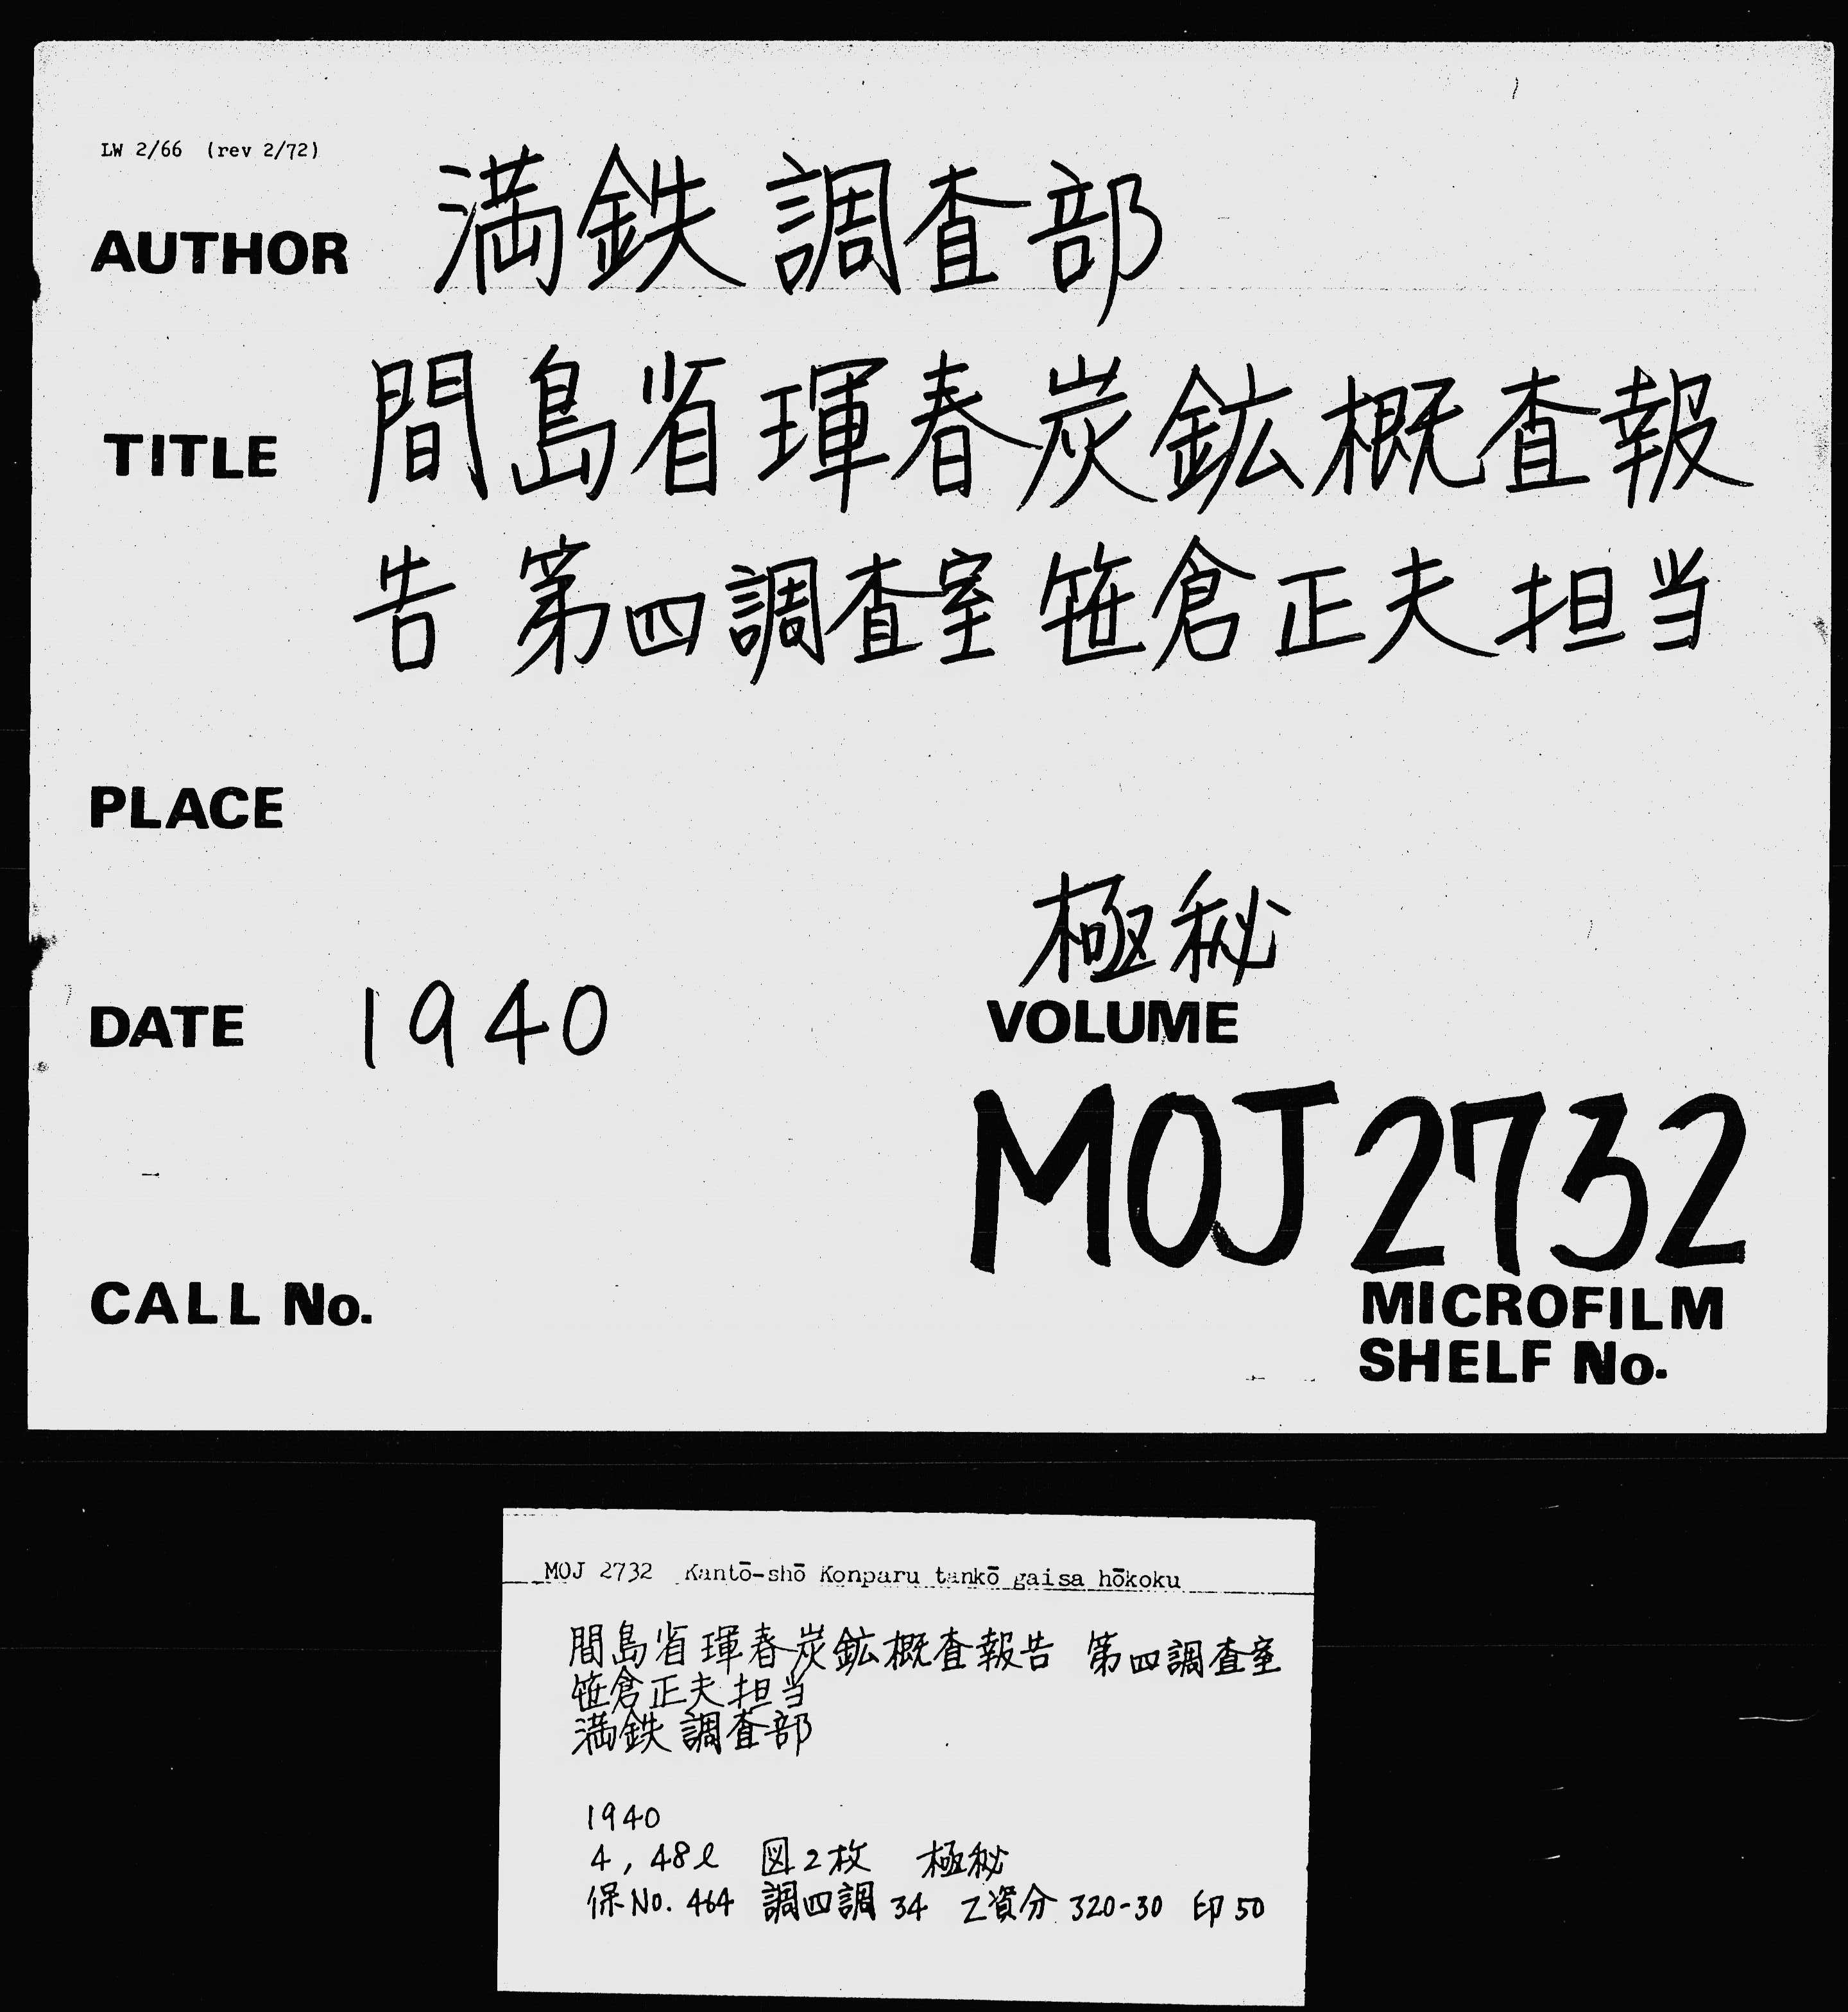 LW 2/66 (rev 2/72)
AUTHOR 満鉄調査部
TITLE 間島省琿春炭鉱概査報
告 第四調査室 笹倉正夫担当
PLACE
極秘
DATE 1940
VOLUME
MOJ 2732
CALL No.
MICROFILM
SHELF No.
MOJ 2732 Kantō-shō Konparu tankō gaisa hōkoku
間島省琿春炭鉱概査報告 第四調査室
笹倉正夫担当
満鉄調査部
1940
4, 48ℓ 図2枚 極秘
保No. 464 調四調34 乙資分320-30 印50